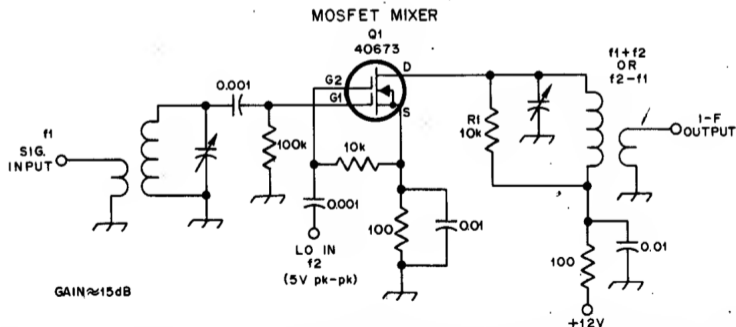 MOSFET MIXER
Q1
40673
G2
G1
D
S
0.001
f1
SIG.
INPUT
100k
10k
0.001
LO IN
f2
(5V pk-pk)
100
0.01
R1
10k
f1+f2
OR
f2-f1
I-F
OUTPUT
100
0.01
+12V
GAIN≈15dB